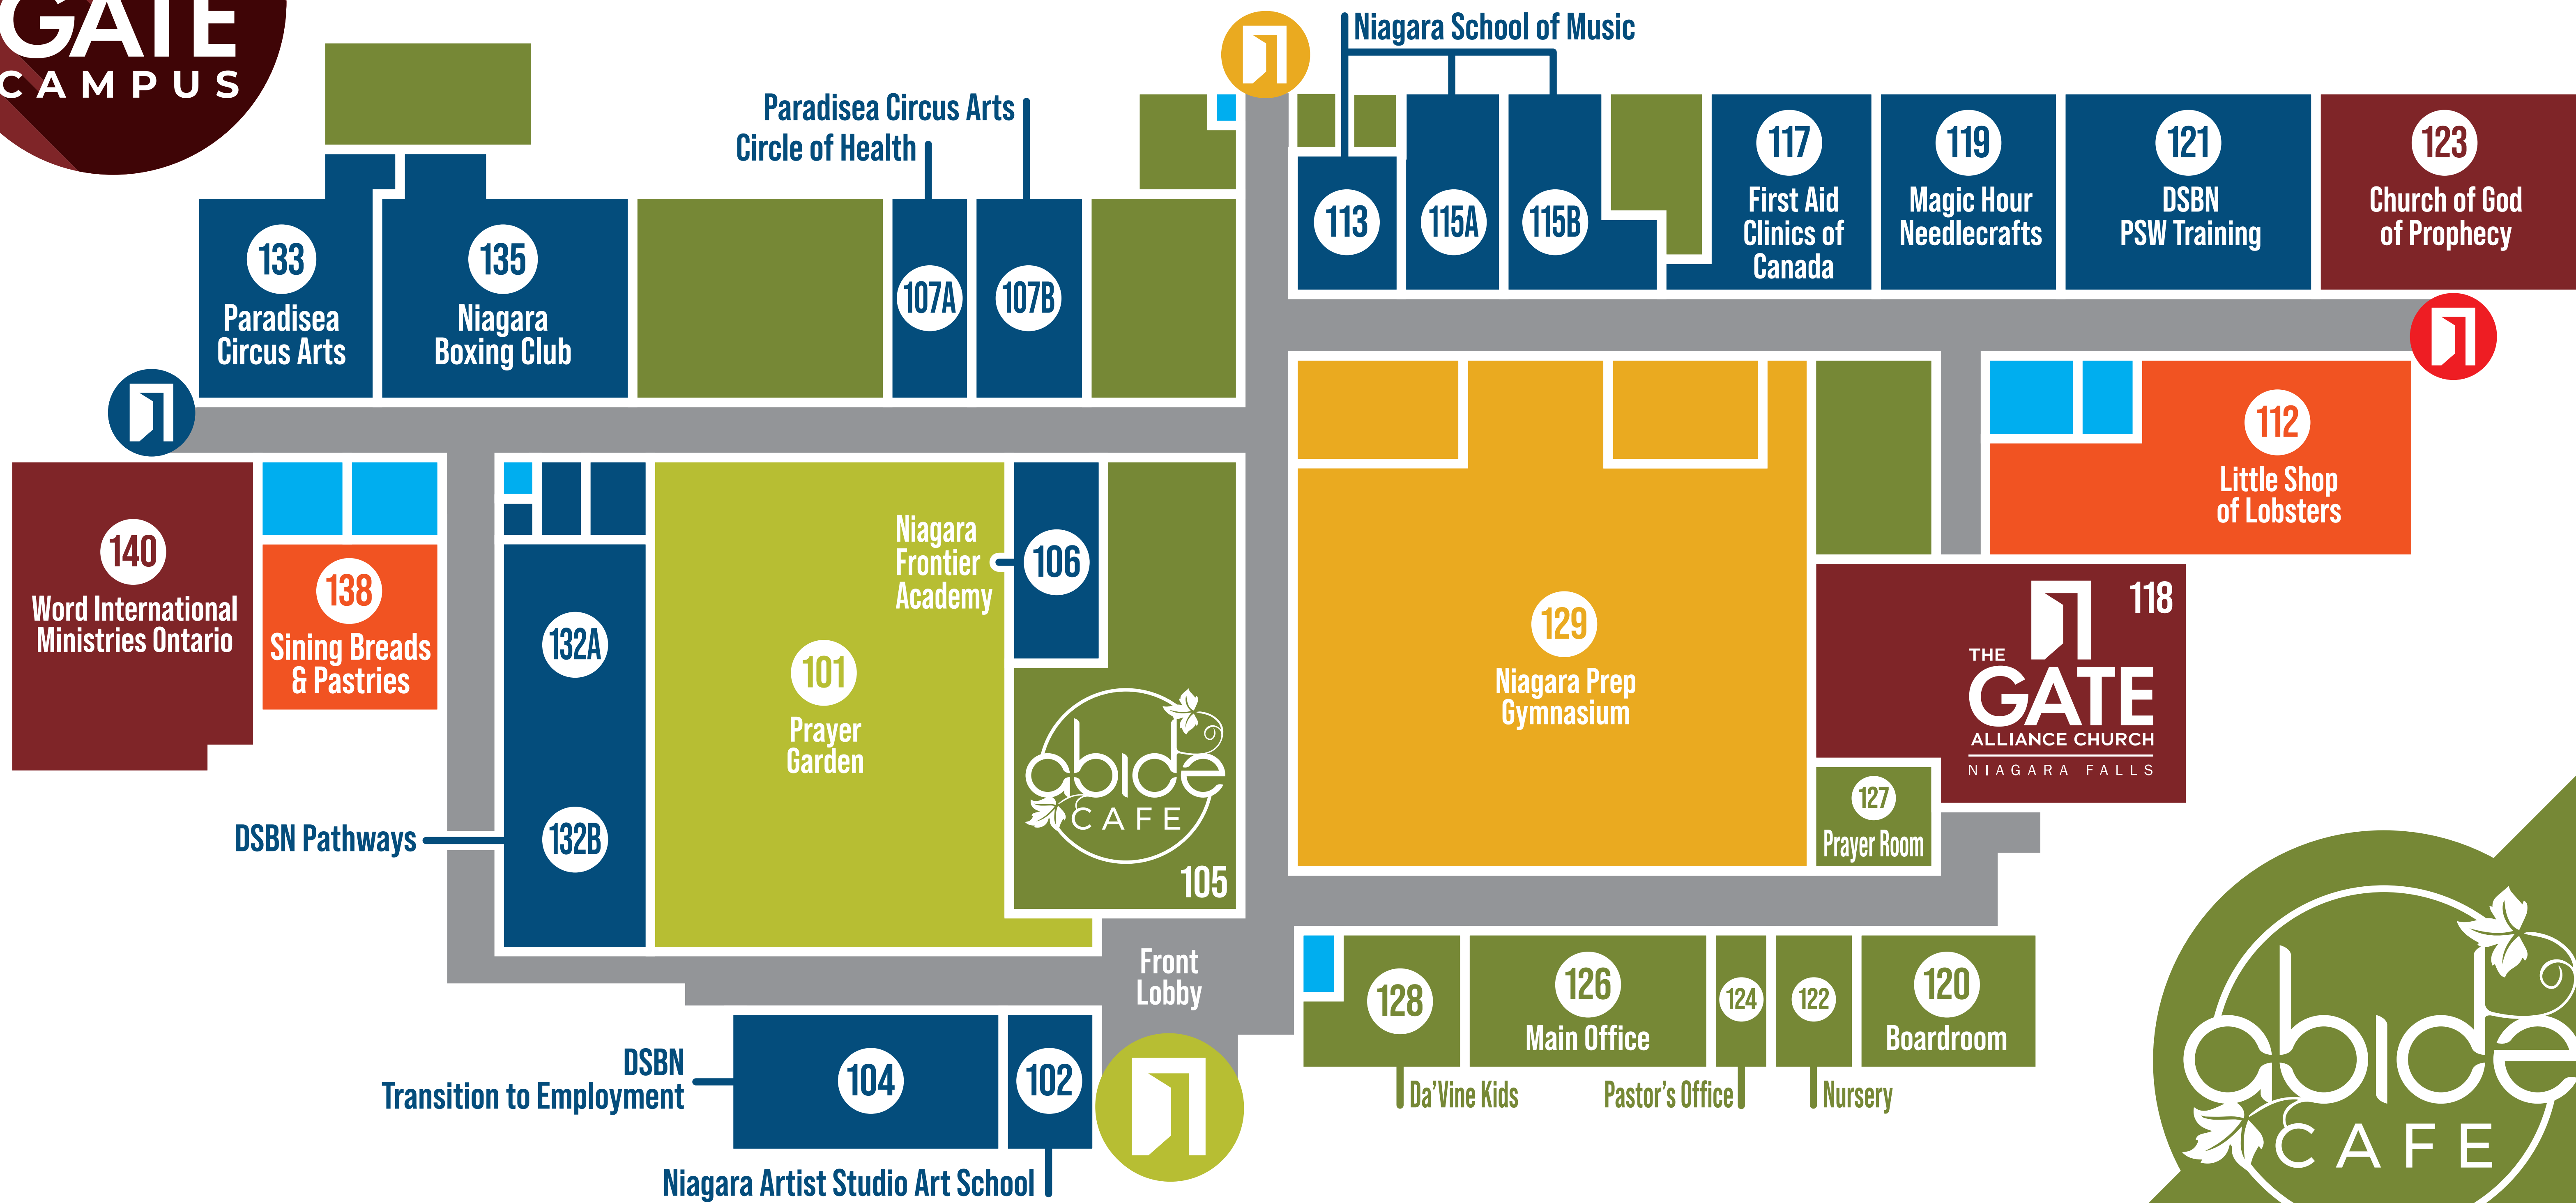 GATE
CAMPUS
Niagara School of Music
Paradisea Circus Arts
Circle of Health
133
Paradisea
Circus Arts
135
Niagara
Boxing Club
107A
107B
113
115A
115B
117
First Aid
Clinics of
Canada
119
Magic Hour
Needlecrafts
121
DSBN
PSW Training
123
Church of God
of Prophecy
140
Word International
Ministries Ontario
138
Sining Breads
& Pastries
132A
132B
DSBN Pathways
101
Prayer
Garden
Niagara
Frontier
Academy
106
abide
CAFE
105
129
Niagara Prep
Gymnasium
112
Little Shop
of Lobsters
118
THE
GATE
ALLIANCE CHURCH
NIAGARA FALLS
127
Prayer Room
Front
Lobby
128
Da'Vine Kids
126
Main Office
124
Pastor's Office
122
Nursery
120
Boardroom
DSBN
Transition to Employment
104
102
Niagara Artist Studio Art School
abide
CAFE